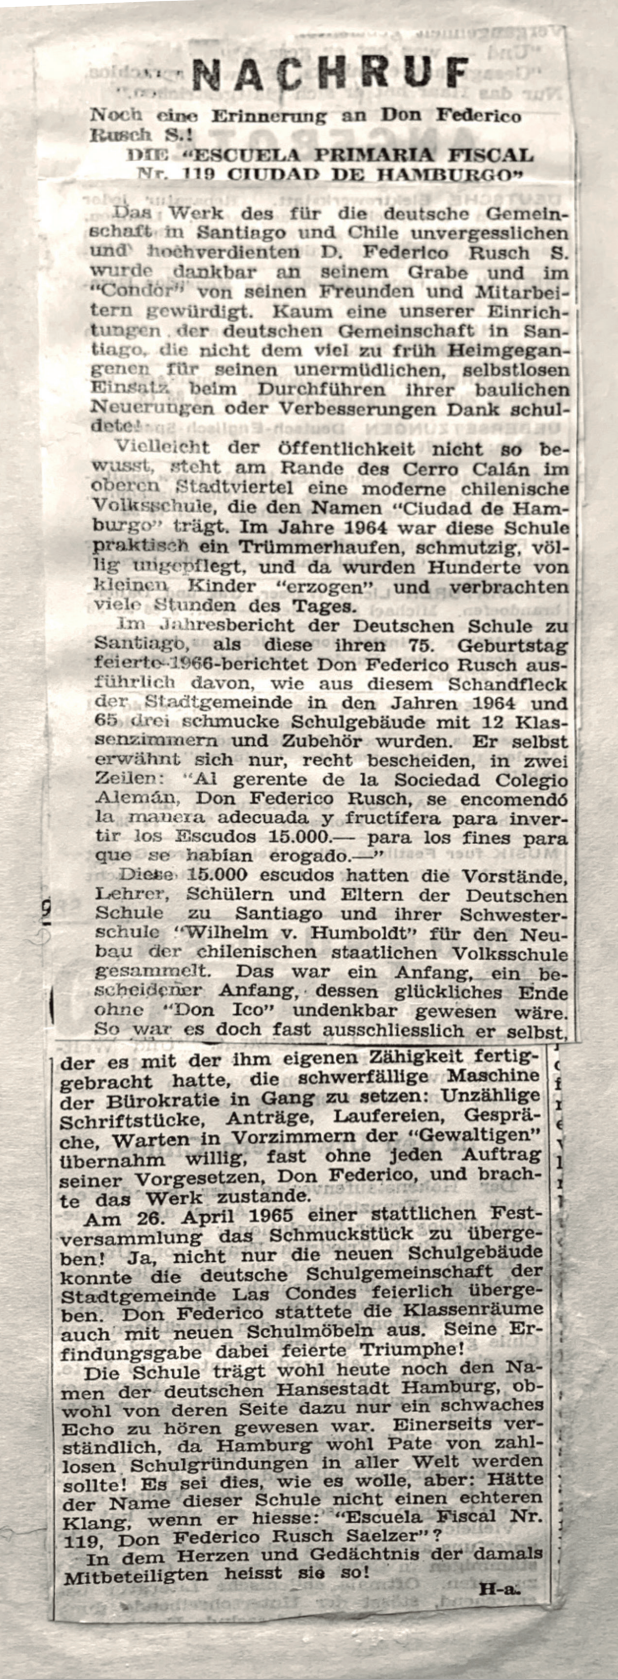 NACHRUF
Noch eine Erinnerung an Don Federico
Rusch S.!
DIE "ESCUELA PRIMARIA FISCAL
Nr. 119 CIUDAD DE HAMBURGO"
Das Werk des für die deutsche Gemein-
schaft in Santiago und Chile unvergesslichen
und hochverdienten D. Federico Rusch S.
wurde dankbar an seinem Grabe und im
"Condor" von seinen Freunden und Mitarbei-
tern gewürdigt. Kaum eine unserer Einrich-
tungen der deutschen Gemeinschaft in San-
tiago, die nicht dem viel zu früh Heimgegan-
genen für seinen unermüdlichen, selbstlosen
Einsatz beim Durchführen ihrer baulichen
Neuerungen oder Verbesserungen Dank schul-
dete!
Vielleicht der Öffentlichkeit nicht so be-
wusst, steht am Rande des Cerro Calán im
oberen Stadtviertel eine moderne chilenische
Volksschule, die den Namen "Ciudad de Ham-
burgo" trägt. Im Jahre 1964 war diese Schule
praktisch ein Trümmerhaufen, schmutzig, völ-
lig ungepflegt, und da wurden Hunderte von
kleinen Kinder "erzogen" und verbrachten
viele Stunden des Tages.
Im Jahresbericht der Deutschen Schule zu
Santiago, als diese ihren 75. Geburtstag
feierte-1966-berichtet Don Federico Rusch aus-
führlich davon, wie aus diesem Schandfleck
der Stadtgemeinde in den Jahren 1964 und
65 drei schmucke Schulgebäude mit 12 Klas-
senzimmern und Zubehör wurden. Er selbst
erwähnt sich nur, recht bescheiden, in zwei
Zeilen: "Al gerente de la Sociedad Colegio
Alemán, Don Federico Rusch, se encomendó
la manera adecuada y fructífera para inver-
tir los Escudos 15.000.— para los fines para
que se habían erogado.—"
Diese 15.000 escudos hatten die Vorstände,
Lehrer, Schülern und Eltern der Deutschen
Schule zu Santiago und ihrer Schwester-
schule "Wilhelm v. Humboldt" für den Neu-
bau der chilenischen staatlichen Volksschule
gesammelt. Das war ein Anfang, ein be-
scheidener Anfang, dessen glückliches Ende
ohne "Don Ico" undenkbar gewesen wäre.
So war es doch fast ausschliesslich er selbst,
der es mit der ihm eigenen Zähigkeit fertig-
gebracht hatte, die schwerfällige Maschine
der Bürokratie in Gang zu setzen: Unzählige
Schriftstücke, Anträge, Laufereien, Gesprä-
che, Warten in Vorzimmern der "Gewaltigen"
übernahm willig, fast ohne jeden Auftrag
seiner Vorgesetzen, Don Federico, und brach-
te das Werk zustande.
Am 26. April 1965 einer stattlichen Fest-
versammlung das Schmuckstück zu überge-
ben! Ja, nicht nur die neuen Schulgebäude
konnte die deutsche Schulgemeinschaft der
Stadtgemeinde Las Condes feierlich überge-
ben. Don Federico stattete die Klassenräume
auch mit neuen Schulmöbeln aus. Seine Er-
findungsgabe dabei feierte Triumphe!
Die Schule trägt wohl heute noch den Na-
men der deutschen Hansestadt Hamburg, ob-
wohl von deren Seite dazu nur ein schwaches
Echo zu hören gewesen war. Einerseits ver-
ständlich, da Hamburg wohl Pate von zahl-
losen Schulgründungen in aller Welt werden
sollte! Es sei dies, wie es wolle, aber: Hätte
der Name dieser Schule nicht einen echteren
Klang, wenn er hiesse: "Escuela Fiscal Nr.
119, Don Federico Rusch Saelzer"?
In dem Herzen und Gedächtnis der damals
Mitbeteiligten heisst sie so!
H-a.